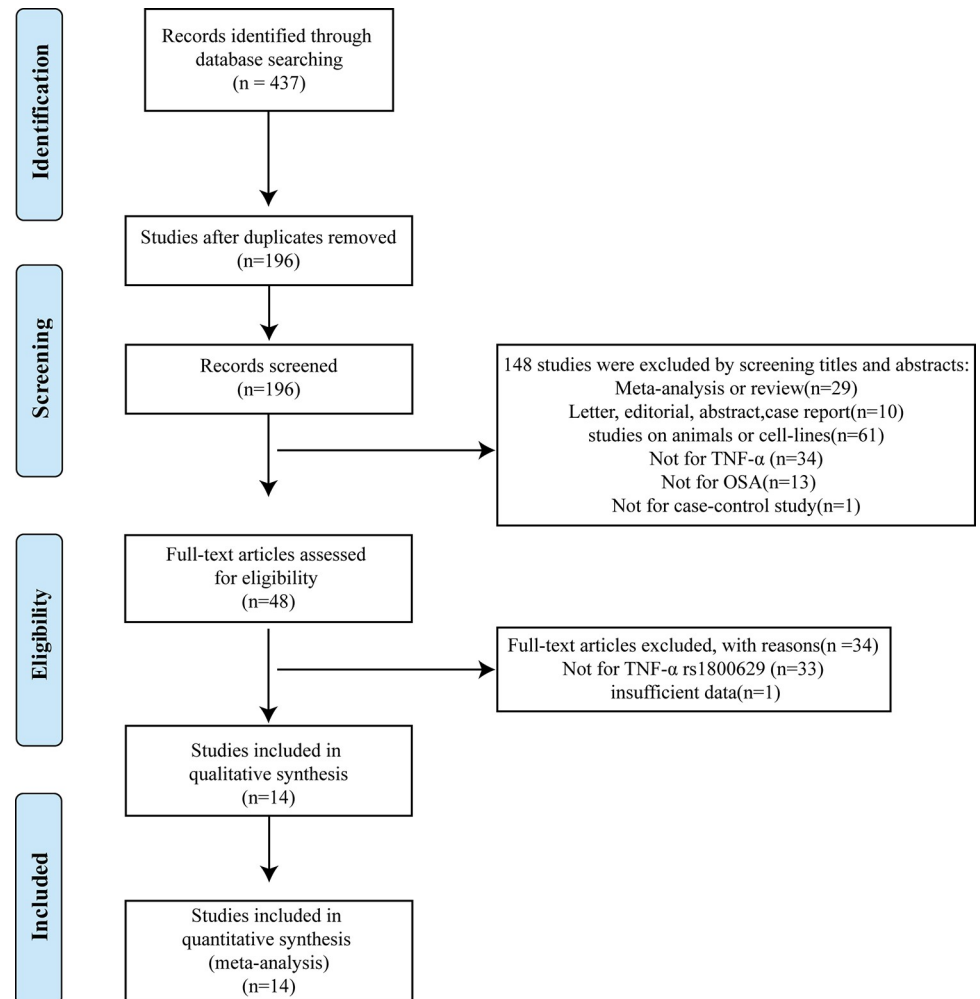 Identification
Records identified through
database searching
(n = 437)
Studies after duplicates removed
(n=196)
Screening
Records screened
(n=196)
148 studies were excluded by screening titles and abstracts:
Meta-analysis or review(n=29)
Letter, editorial, abstract,case report(n=10)
studies on animals or cell-lines(n=61)
Not for TNF-α (n=34)
Not for OSA(n=13)
Not for case-control study(n=1)
Eligibility
Full-text articles assessed
for eligibility
(n=48)
Full-text articles excluded, with reasons(n =34)
Not for TNF-α rs1800629 (n=33)
insufficient data(n=1)
Studies included in
qualitative synthesis
(n=14)
Included
Studies included in
quantitative synthesis
(meta-analysis)
(n=14)